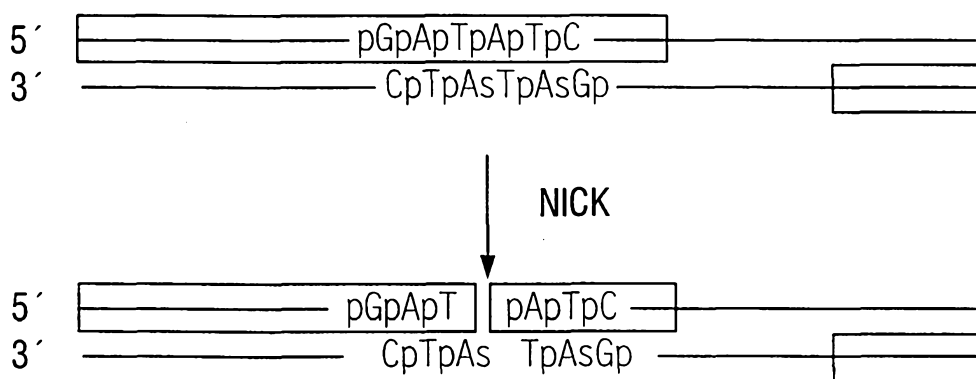 5´ pGpApTpApTpC
3´ CpTpAsTpAsGp
NICK
5´ pGpApT pApTpC
3´ CpTpAs TpAsGp